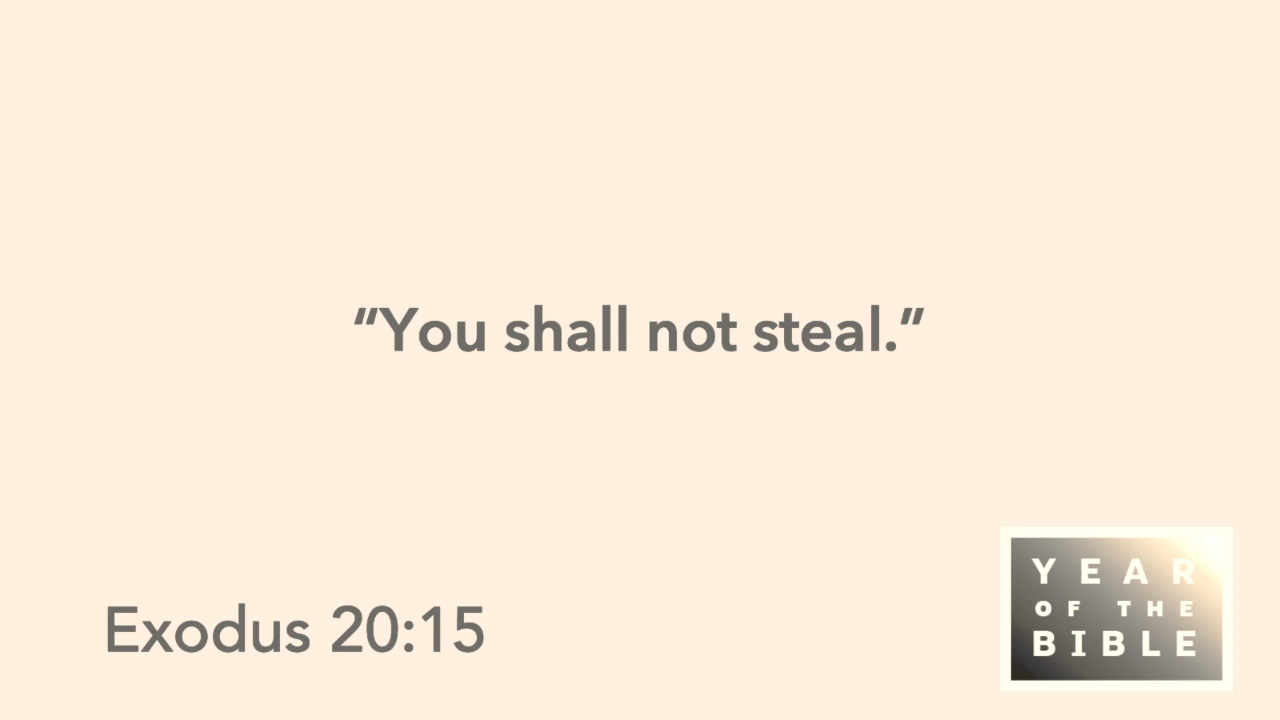 “You shall not steal.”
Exodus 20:15
YEAR
OF THE
BIBLE